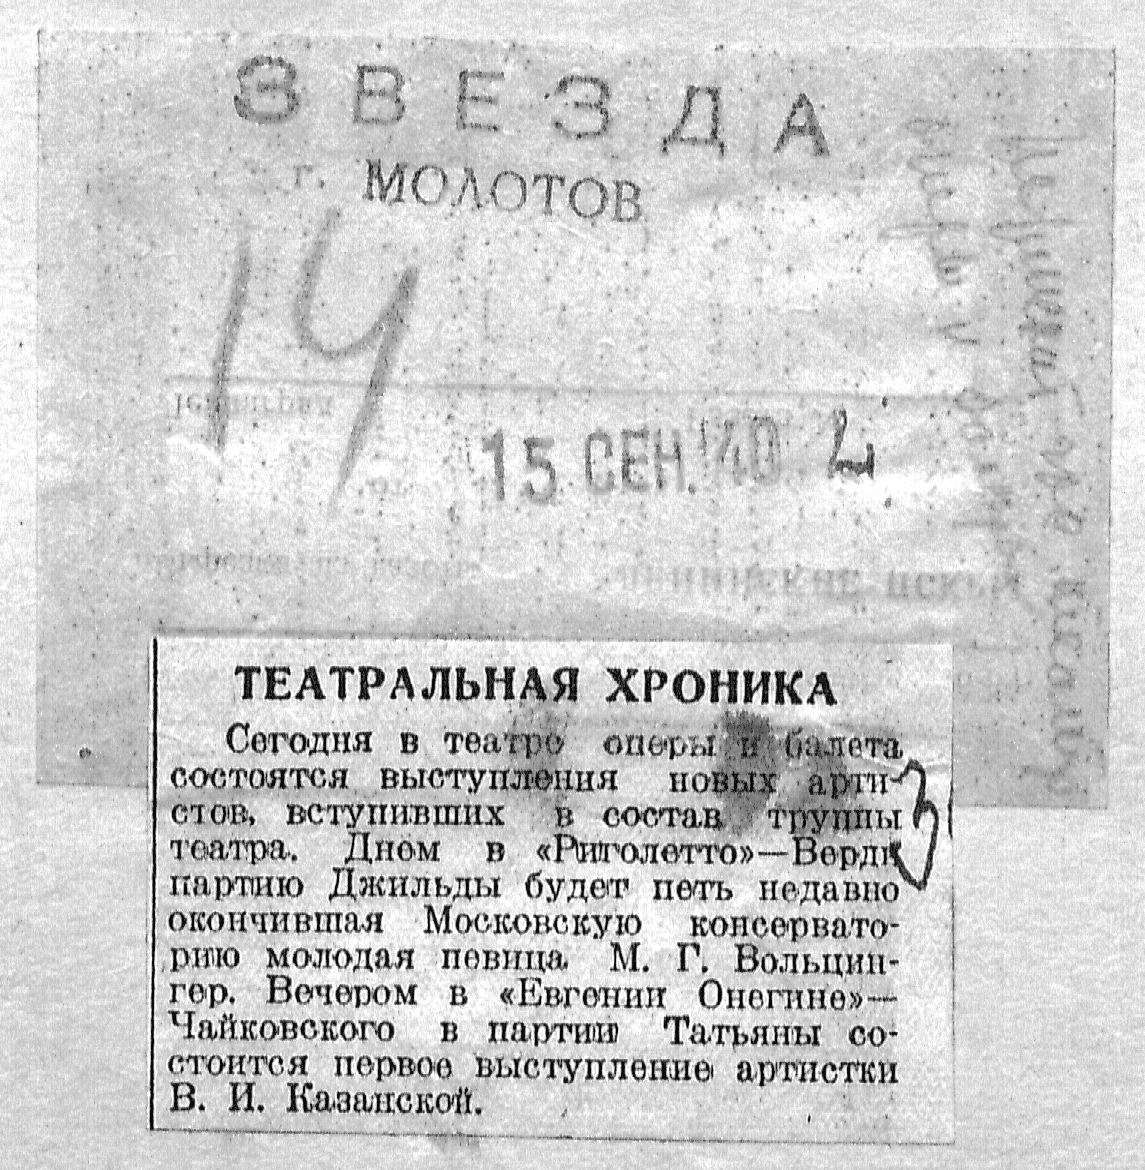 ЗВЕЗДА
г. МОЛОТОВ
14
15 СЕН. 40
ТЕАТРАЛЬНАЯ ХРОНИКА
Сегодня в театре оперы и балета
состоятся выступления новых арти-
стов, вступивших в состав труппы
театра. Днем в «Риголетто»—Верди
партию Джильды будет петь недавно
окончившая Московскую консервато-
рию молодая певица М. Г. Вольцин-
гер. Вечером в «Евгении Онегине»—
Чайковского в партии Татьяны со-
стоится первое выступление артистки
В. И. Казанской.